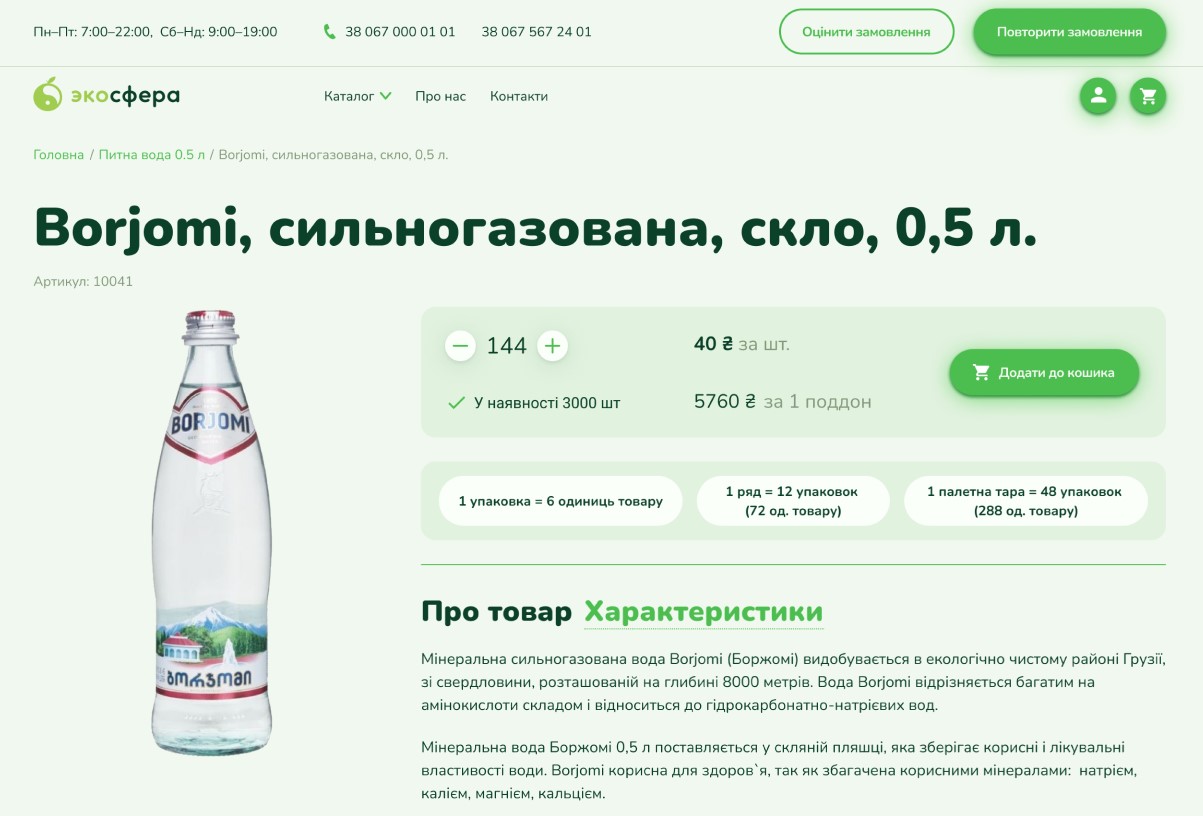 Пн–Пт: 7:00–22:00, Сб–Нд: 9:00–19:00
38 067 000 01 01
38 067 567 24 01
Оцінити замовлення
Повторити замовлення
экосфера
Каталог
Про нас
Контакти
Головна / Питна вода 0.5 л / Borjomi, сильногазована, скло, 0,5 л.
Borjomi, сильногазована, скло, 0,5 л.
Артикул: 10041
BORJOMI
ბორჯომი
144
40 ₴ за шт.
Додати до кошика
У наявності 3000 шт
5760 ₴ за 1 поддон
1 упаковка = 6 одиниць товару
1 ряд = 12 упаковок
(72 од. товару)
1 палетна тара = 48 упаковок
(288 од. товару)
Про товар Характеристики
Мінеральна сильногазована вода Borjomi (Боржомі) видобувається в екологічно чистому районі Грузії,
зі свердловини, розташованій на глибині 8000 метрів. Вода Borjomi відрізняється багатим на
амінокислоти складом і відноситься до гідрокарбонатно-натрієвих вод.
Мінеральна вода Боржомі 0,5 л поставляється у скляній пляшці, яка зберігає корисні і лікувальні
властивості води. Borjomi корисна для здоров`я, так як збагачена корисними мінералами:  натрієм,
калієм, магнієм, кальцієм.